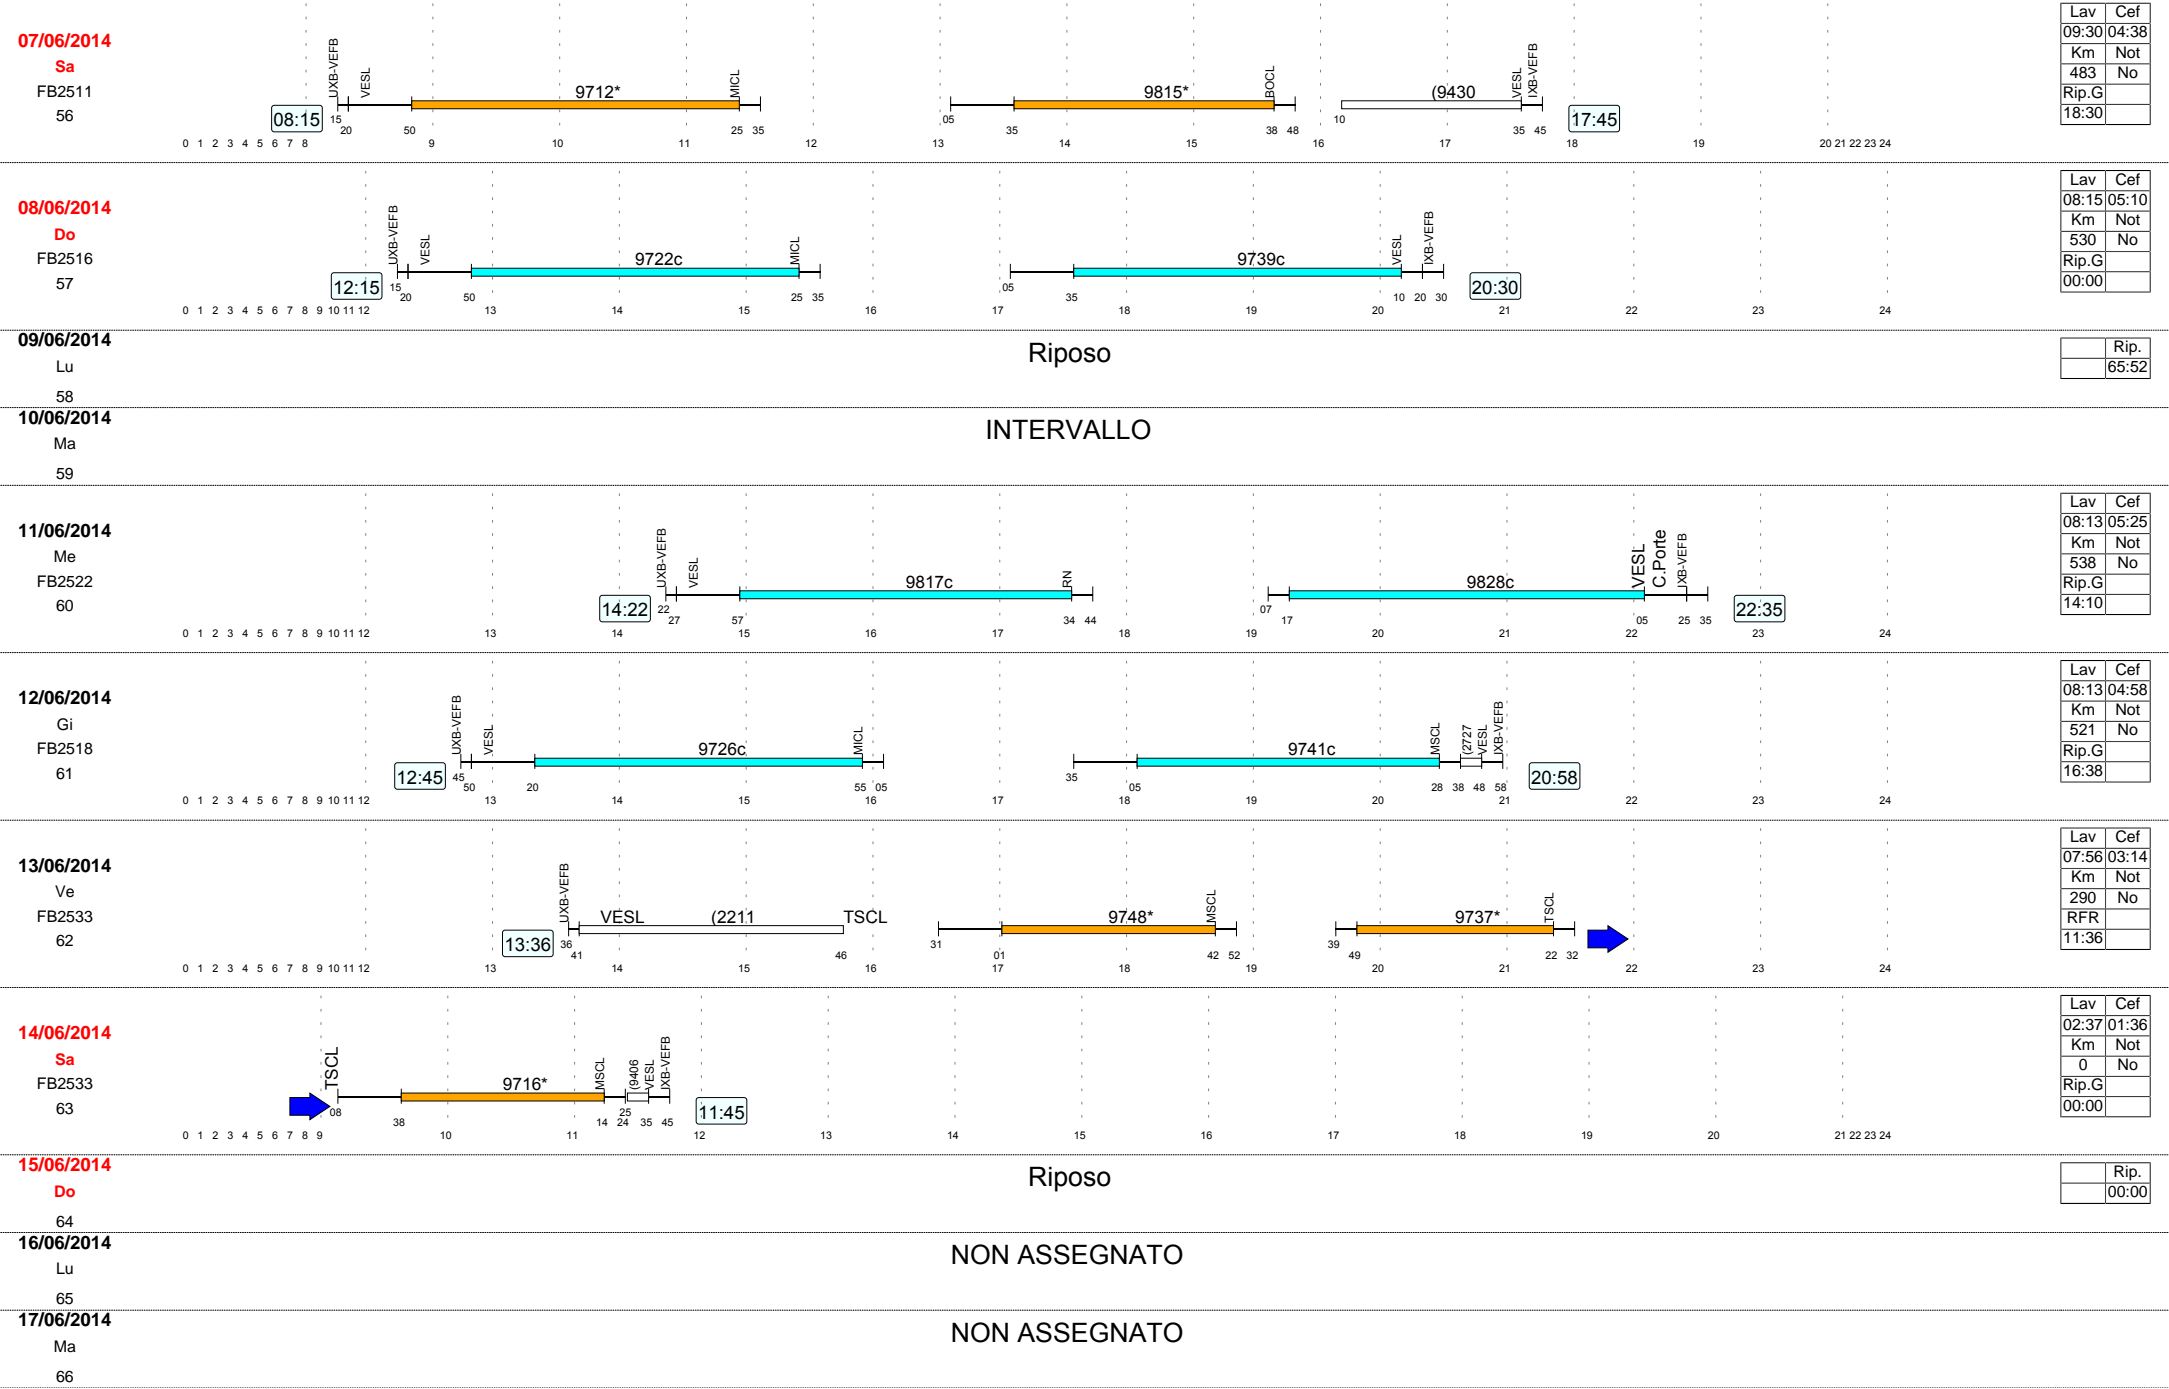 07/06/2014
Sa
FB2511
56
08:15
UXB-VEFB VESL 9712* MICL 9815* BOCL (9430 VESL IXB-VEFB
15 20 50 25 35 05 35 38 48 10 35 45
17:45
0 1 2 3 4 5 6 7 8 9 10 11 12 13 14 15 16 17 18 19 20 21 22 23 24
Lav Cef
09:30 04:38
Km Not
483 No
Rip.G
18:30
08/06/2014
Do
FB2516
57
12:15
UXB-VEFB VESL 9722c MICL 9739c VESL IXB-VEFB
15 20 50 25 35 05 35 10 20 30
20:30
0 1 2 3 4 5 6 7 8 9 10 11 12 13 14 15 16 17 18 19 20 21 22 23 24
Lav Cef
08:15 05:10
Km Not
530 No
Rip.G
00:00
09/06/2014
Lu
58
Riposo
Rip.
65:52
10/06/2014
Ma
59
INTERVALLO
11/06/2014
Me
FB2522
60
14:22
UXB-VEFB VESL 9817c RN 9828c VESL C.Porte IXB-VEFB
22 27 57 34 44 07 17 05 25 35
22:35
0 1 2 3 4 5 6 7 8 9 10 11 12 13 14 15 16 17 18 19 20 21 22 23 24
Lav Cef
08:13 05:25
Km Not
538 No
Rip.G
14:10
12/06/2014
Gi
FB2518
61
12:45
UXB-VEFB VESL 9726c MICL 9741c MSCL (2727 VESL IXB-VEFB
45 50 20 55 05 35 05 28 38 48 58
20:58
0 1 2 3 4 5 6 7 8 9 10 11 12 13 14 15 16 17 18 19 20 21 22 23 24
Lav Cef
08:13 04:58
Km Not
521 No
Rip.G
16:38
13/06/2014
Ve
FB2533
62
13:36
UXB-VEFB VESL (2211 TSCL 9748* MSCL 9737* TSCL
36 41 46 31 01 42 52 39 49 22 32
0 1 2 3 4 5 6 7 8 9 10 11 12 13 14 15 16 17 18 19 20 21 22 23 24
Lav Cef
07:56 03:14
Km Not
290 No
RFR
11:36
14/06/2014
Sa
FB2533
63
TSCL 9716* MSCL (9406 VESL IXB-VEFB
08 38 14 24 25 35 45
11:45
0 1 2 3 4 5 6 7 8 9 10 11 12 13 14 15 16 17 18 19 20 21 22 23 24
Lav Cef
02:37 01:36
Km Not
0 No
Rip.G
00:00
15/06/2014
Do
64
Riposo
Rip.
00:00
16/06/2014
Lu
65
NON ASSEGNATO
17/06/2014
Ma
66
NON ASSEGNATO